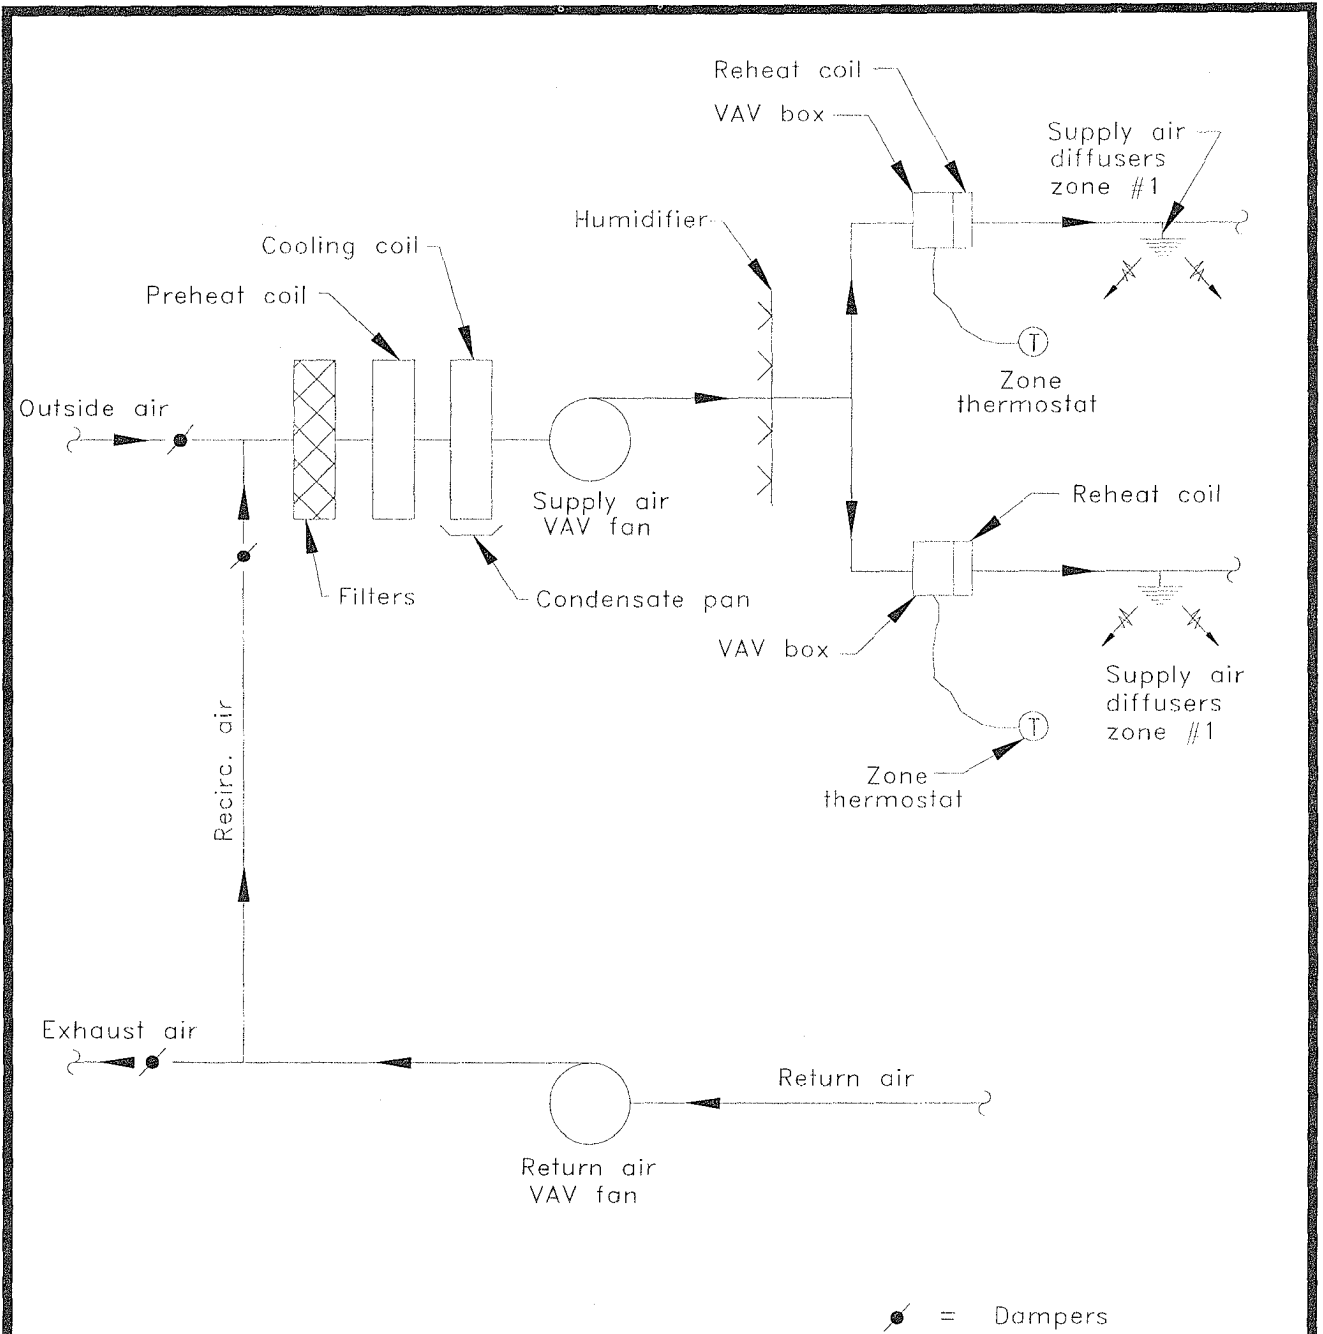 Reheat coil
VAV box
Supply air
diffusers
zone #1
Humidifier
Cooling coil
Preheat coil
T
Zone
thermostat
Outside air
Supply air
VAV fan
Reheat coil
Filters
Condensate pan
VAV box
Supply air
diffusers
zone #1
T
Zone
thermostat
Recirc. air
Exhaust air
Return air
Return air
VAV fan
= Dampers